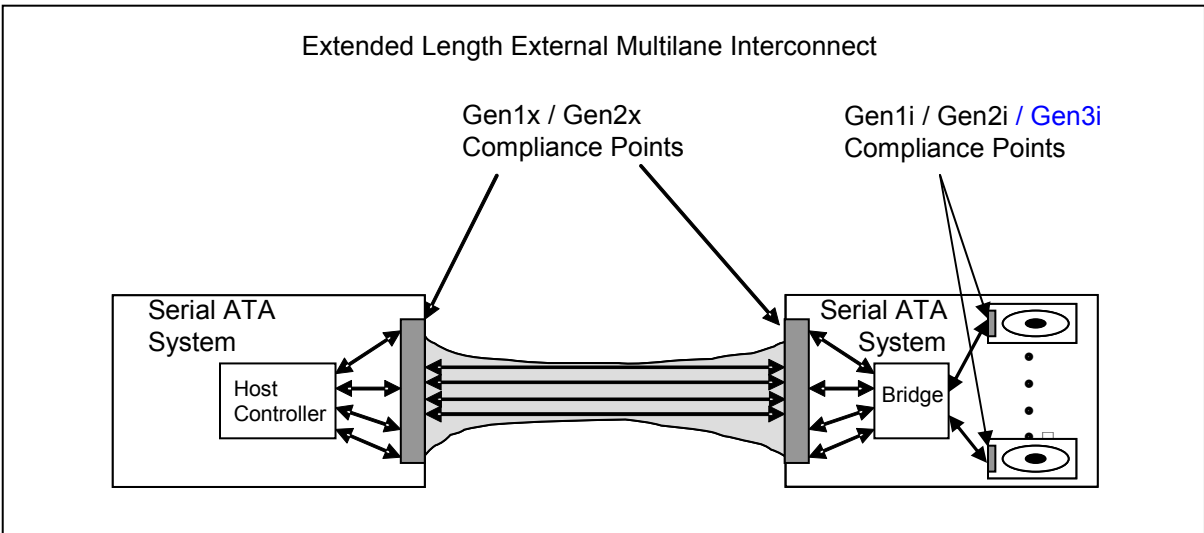 Extended Length External Multilane Interconnect
Gen1x / Gen2x
Compliance Points
Gen1i / Gen2i / Gen3i
Compliance Points
Serial ATA
System
Host
Controller
Serial ATA
System
Bridge